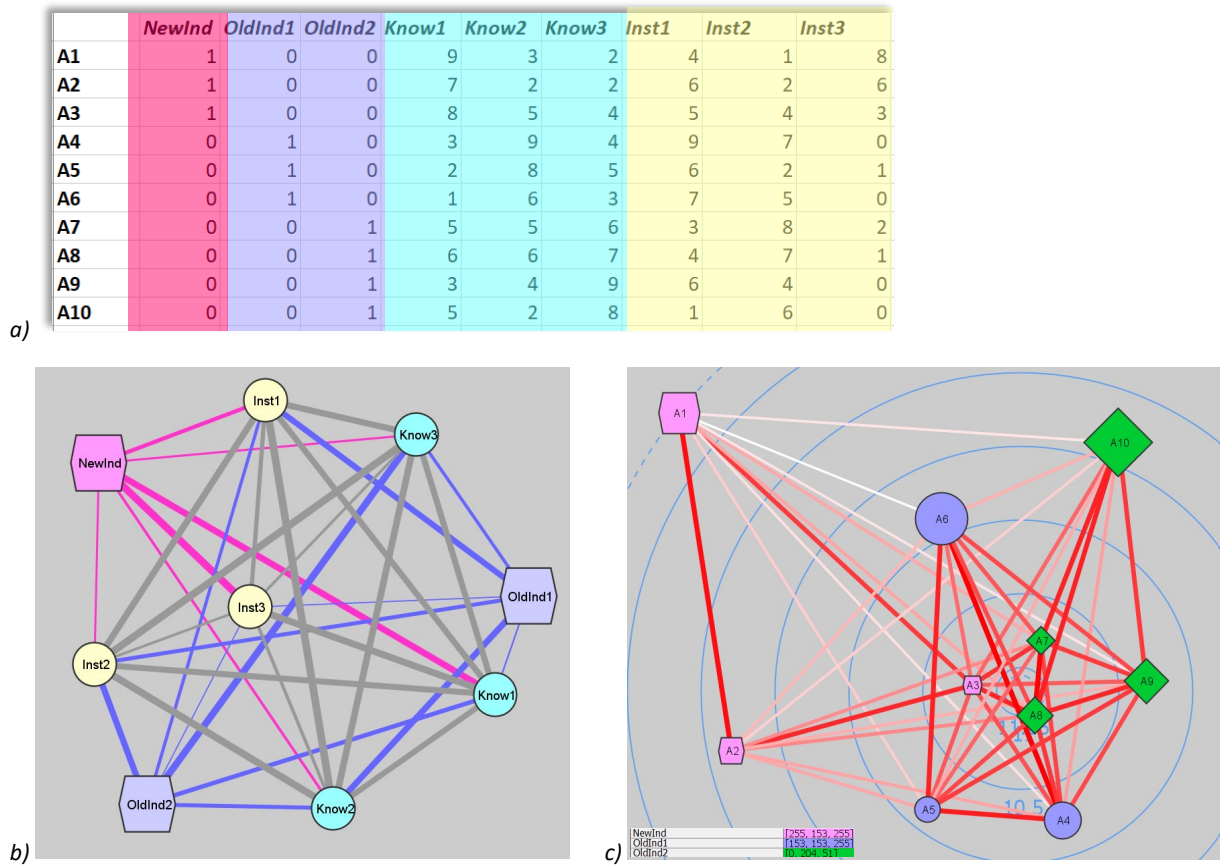 NewInd OldInd1 OldInd2 Know1 Know2 Know3 Inst1 Inst2 Inst3
A1 1 0 0 9 3 2 4 1 8
A2 1 0 0 7 2 2 6 2 6
A3 1 0 0 8 5 4 5 4 3
A4 0 1 0 3 9 4 9 7 0
A5 0 1 0 2 8 5 6 2 1
A6 0 1 0 1 6 3 7 5 0
A7 0 0 1 5 5 6 3 8 2
A8 0 0 1 6 6 7 4 7 1
A9 0 0 1 3 4 9 6 4 0
A10 0 0 1 5 2 8 1 6 0
a)
Inst1
Know3
NewInd
OldInd1
Inst3
Inst2
Know1
OldInd2
Know2
b)
A1
A10
A6
A7
A3
A9
A8
A2
10.5
A5
A4
NewInd [255, 153, 255]
OldInd1 [153, 153, 255]
OldInd2 [0, 204, 51]
c)